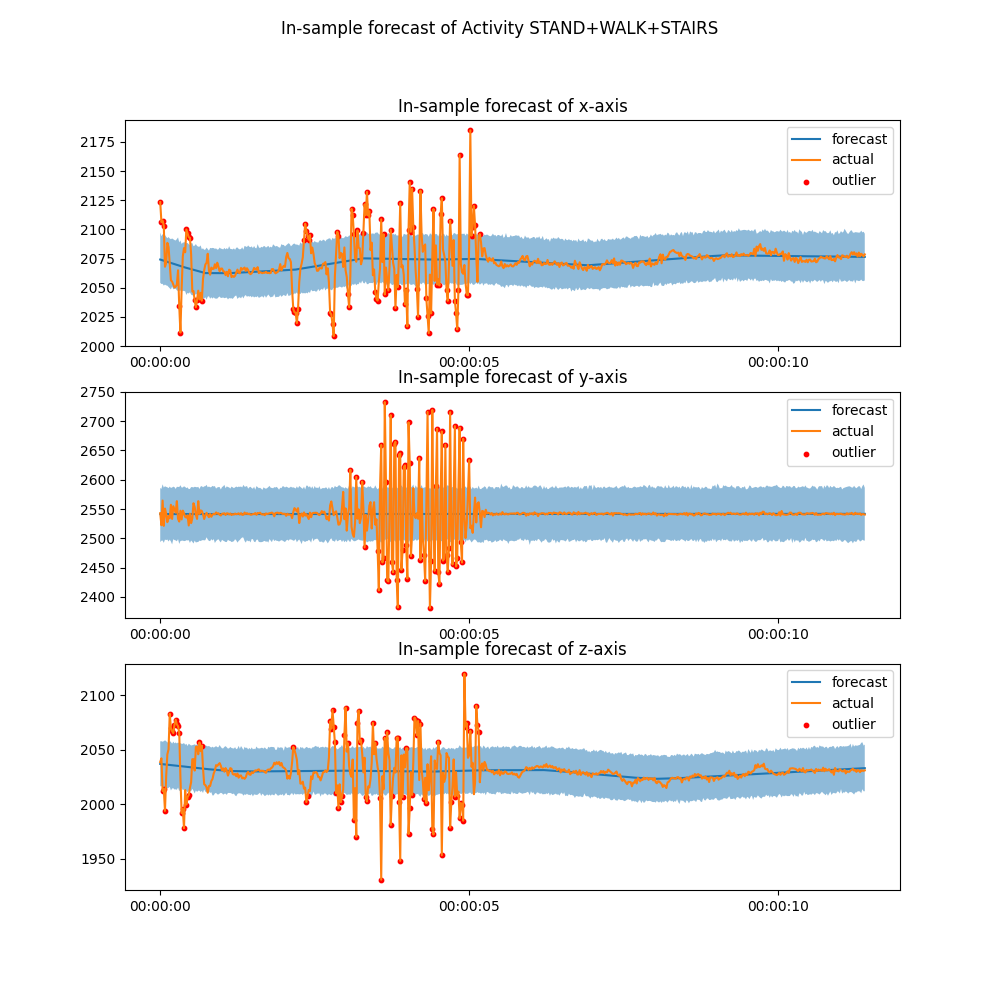 In-sample forecast of Activity STAND+WALK+STAIRS
In-sample forecast of x-axis
2175
2150
2125
2100
2075
2050
2025
2000
forecast
actual
outlier
00:00:00 00:00:05 00:00:10
In-sample forecast of y-axis
2750
2700
2650
2600
2550
2500
2450
2400
forecast
actual
outlier
00:00:00 00:00:05 00:00:10
In-sample forecast of z-axis
2100
2050
2000
1950
forecast
actual
outlier
00:00:00 00:00:05 00:00:10